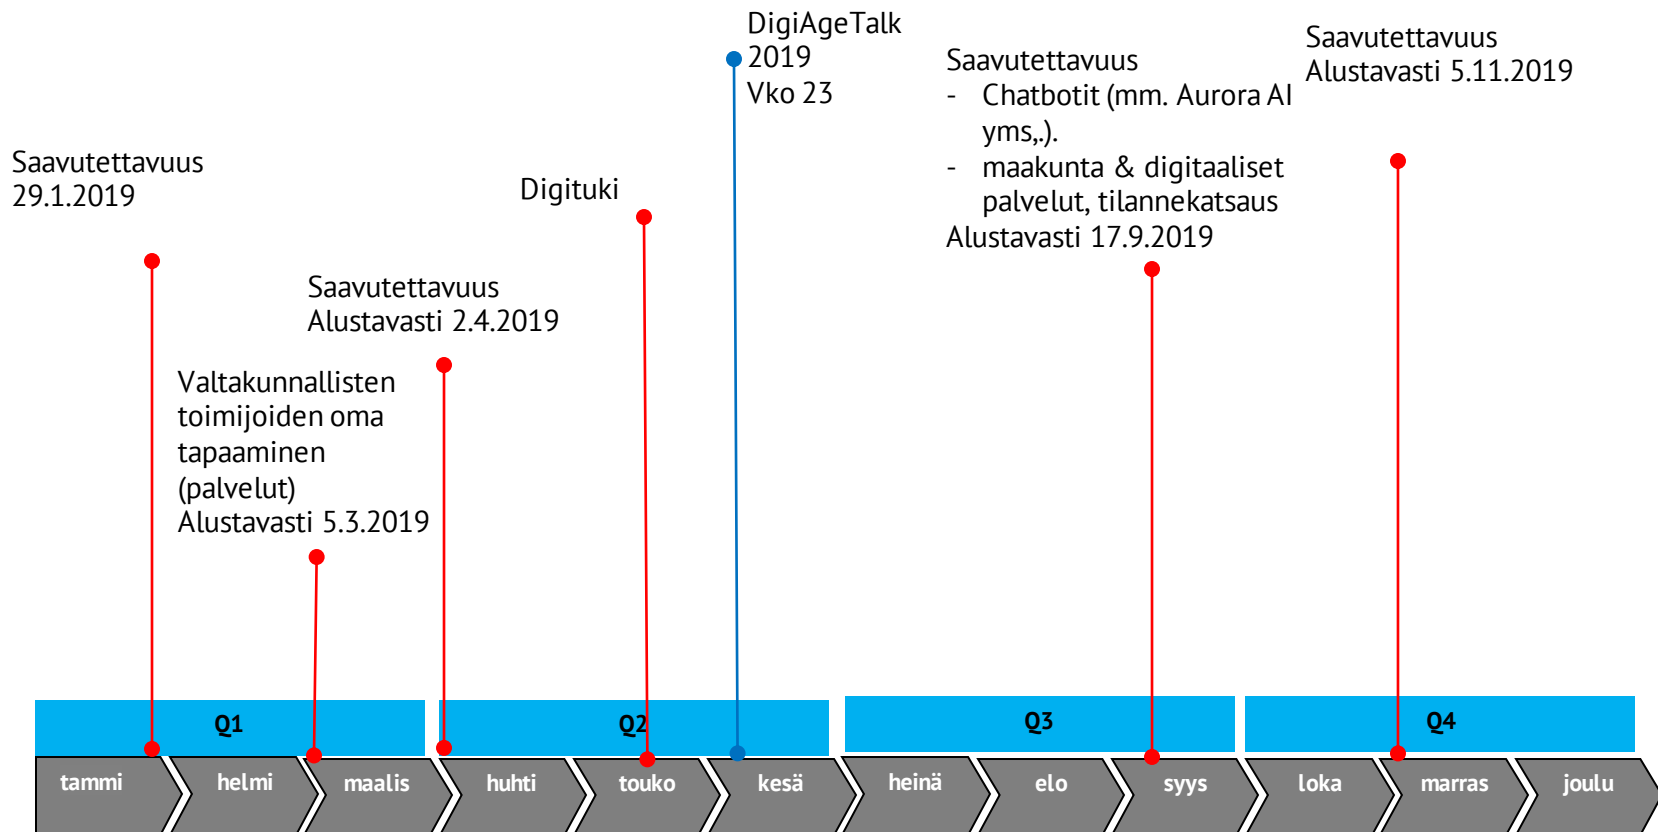 DigiAgeTalk
2019
Vko 23
Saavutettavuus
Alustavasti 5.11.2019
Saavutettavuus
- Chatbotit (mm. Aurora AI
yms,.).
- maakunta & digitaaliset
palvelut, tilannekatsaus
Alustavasti 17.9.2019
Saavutettavuus
29.1.2019
Digituki
Saavutettavuus
Alustavasti 2.4.2019
Valtakunnallisten
toimijoiden oma
tapaaminen
(palvelut)
Alustavasti 5.3.2019
Q1 Q2 Q3 Q4
tammi helmi maalis huhti touko kesä heinä elo syys loka marras joulu